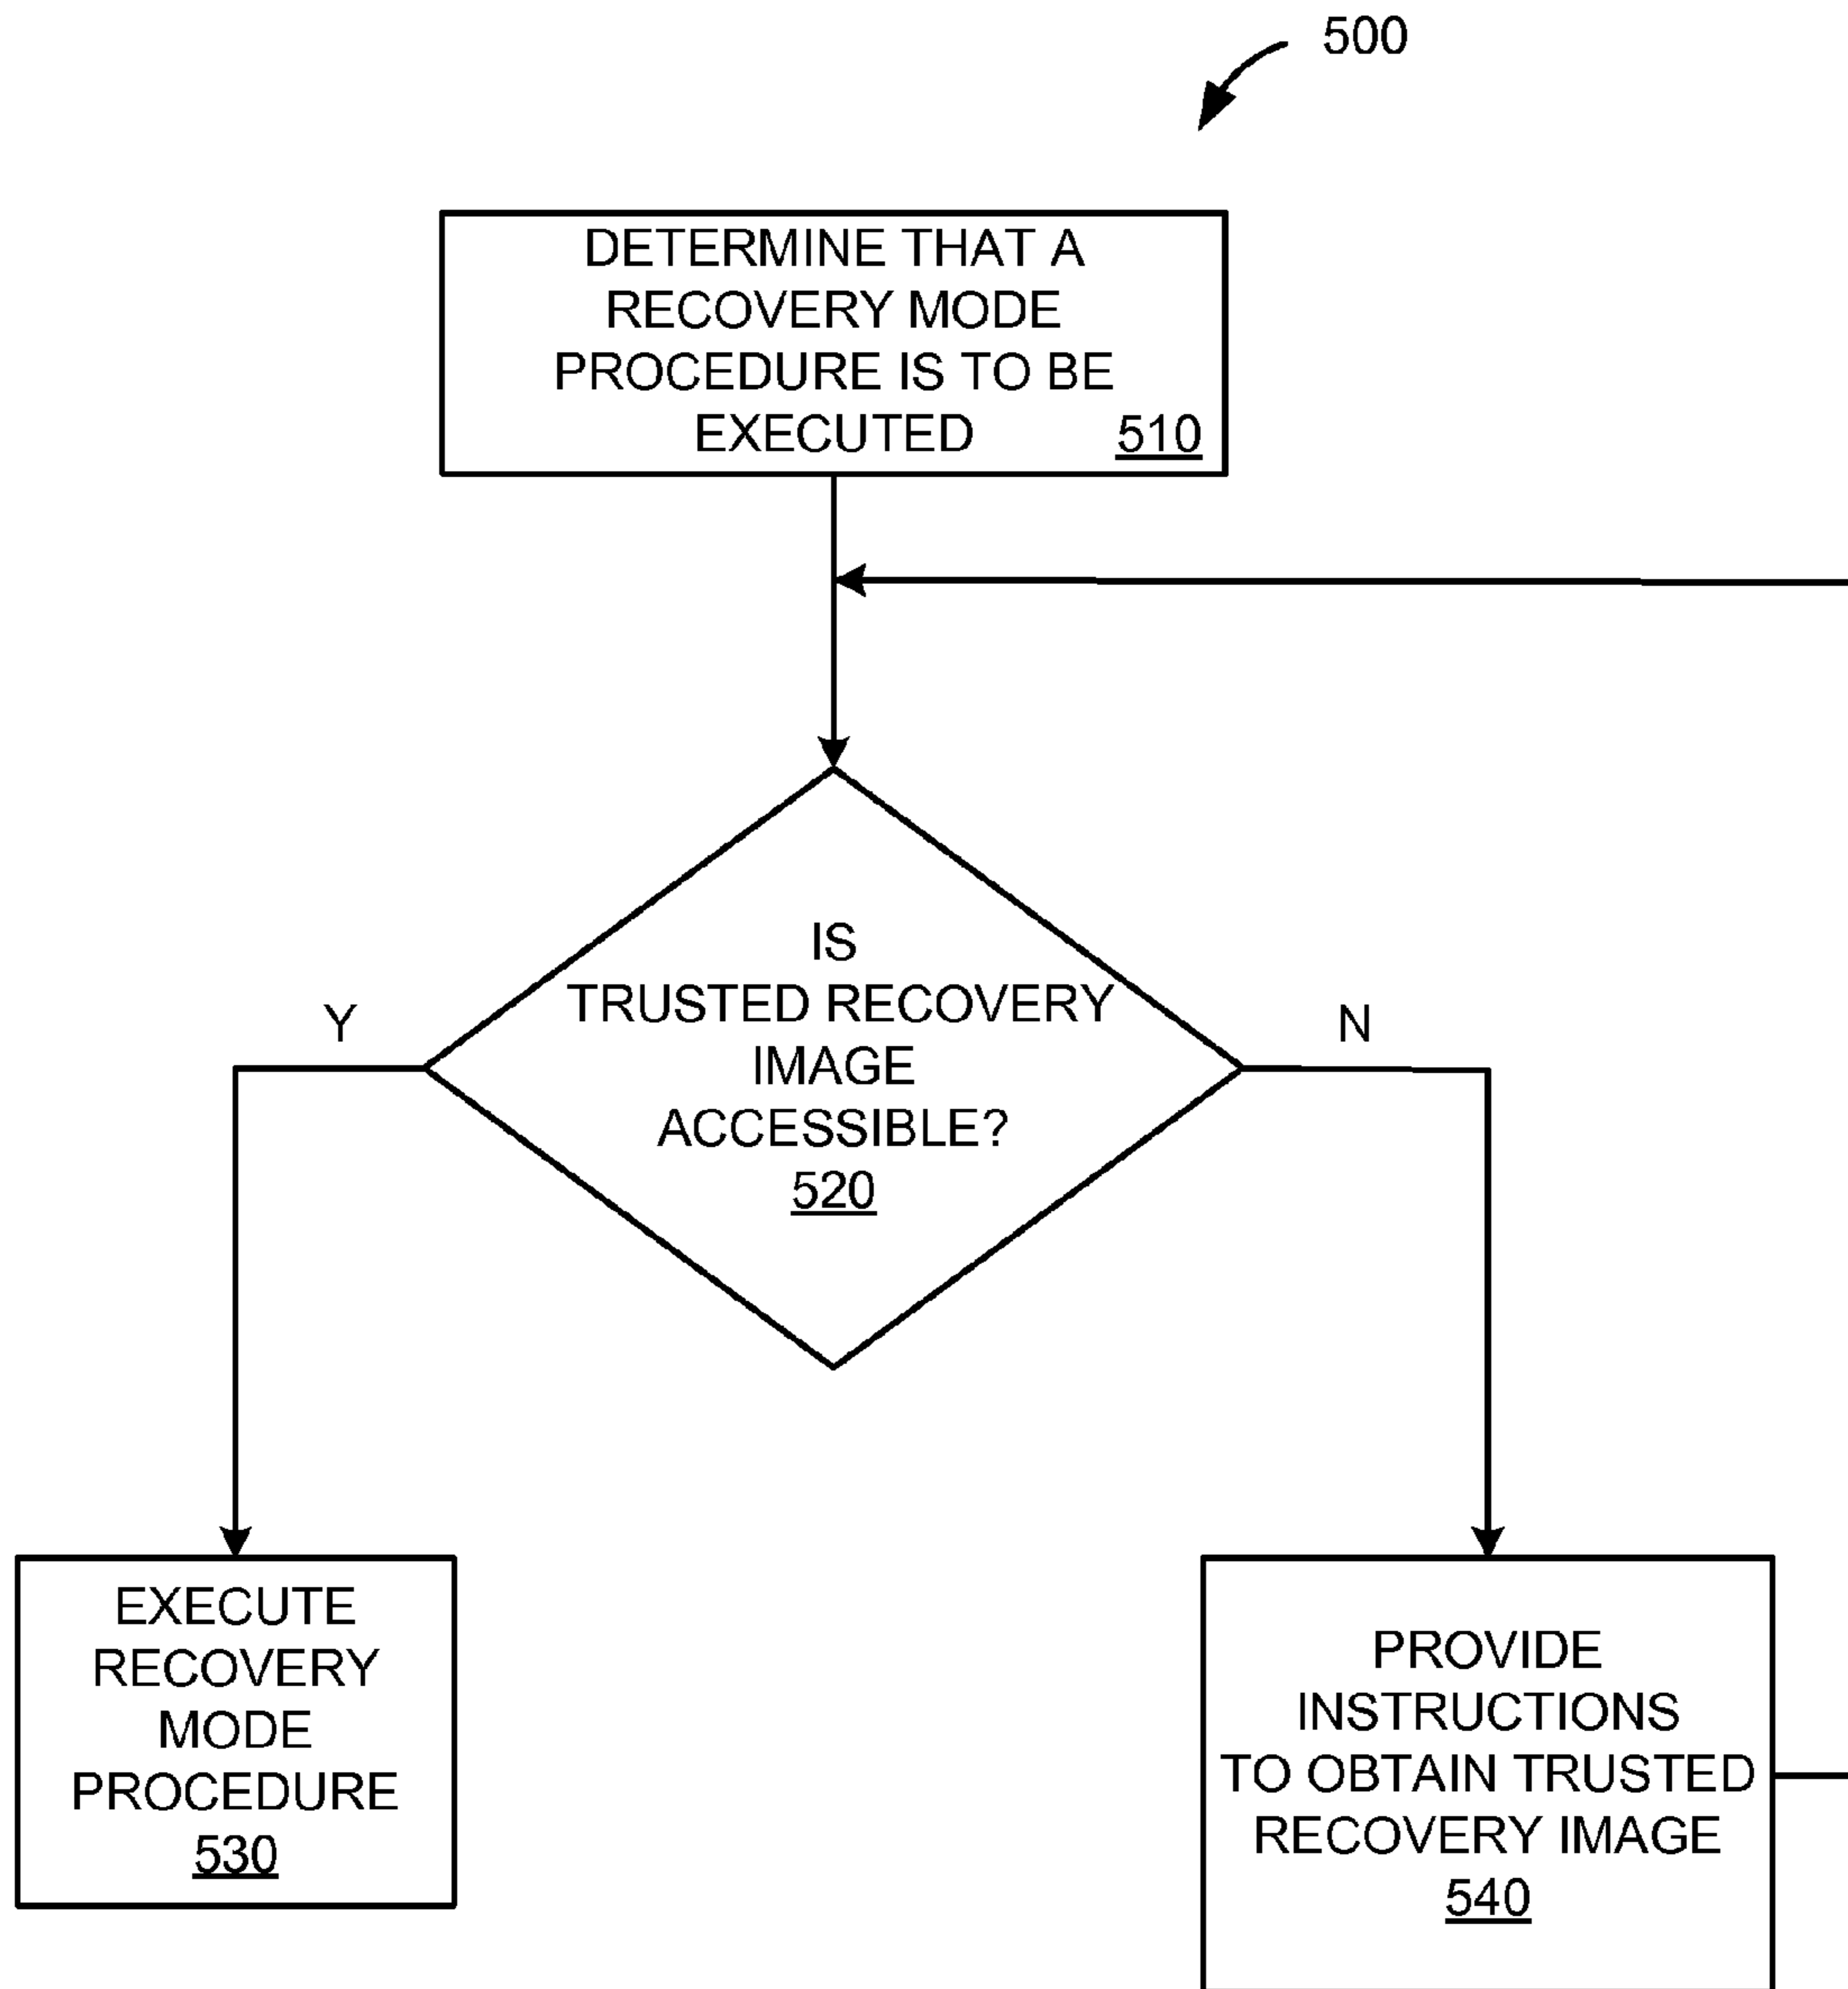 500
DETERMINE THAT A
RECOVERY MODE
PROCEDURE IS TO BE
EXECUTED 510
IS
TRUSTED RECOVERY
IMAGE
ACCESSIBLE?
520
Y
N
EXECUTE
RECOVERY
MODE
PROCEDURE
530
PROVIDE
INSTRUCTIONS
TO OBTAIN TRUSTED
RECOVERY IMAGE
540